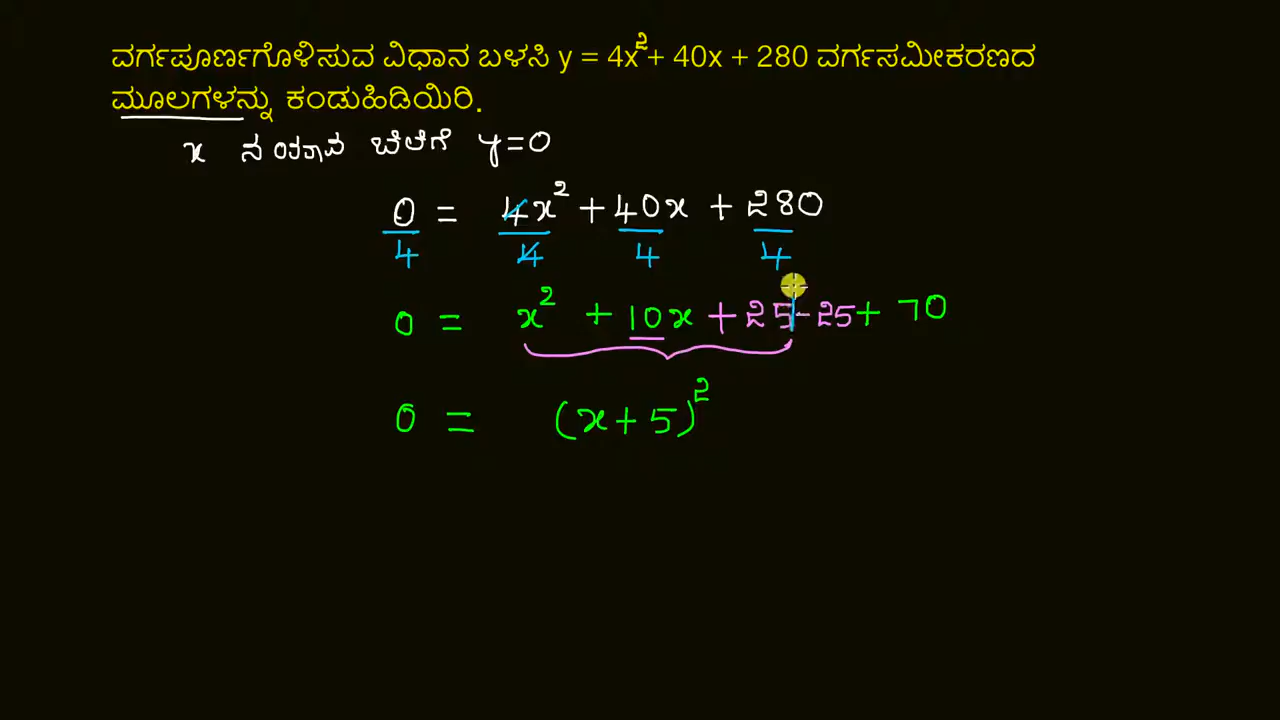 ವರ್ಗಪೂರ್ಣಗೊಳಿಸುವ ವಿಧಾನ ಬಳಸಿ y = 4x²+ 40x + 280 ವರ್ಗಸಮೀಕರಣದ
ಮೂಲಗಳನ್ನು ಕಂಡುಹಿಡಿಯಿರಿ.
x ನ ಯಾವ ಬೆಲೆಗೆ y=0
0 = 4x² + 40x + 280
4 4 4 4
0 = x² + 10x + 25 - 25 + 70
0 = (x + 5)²